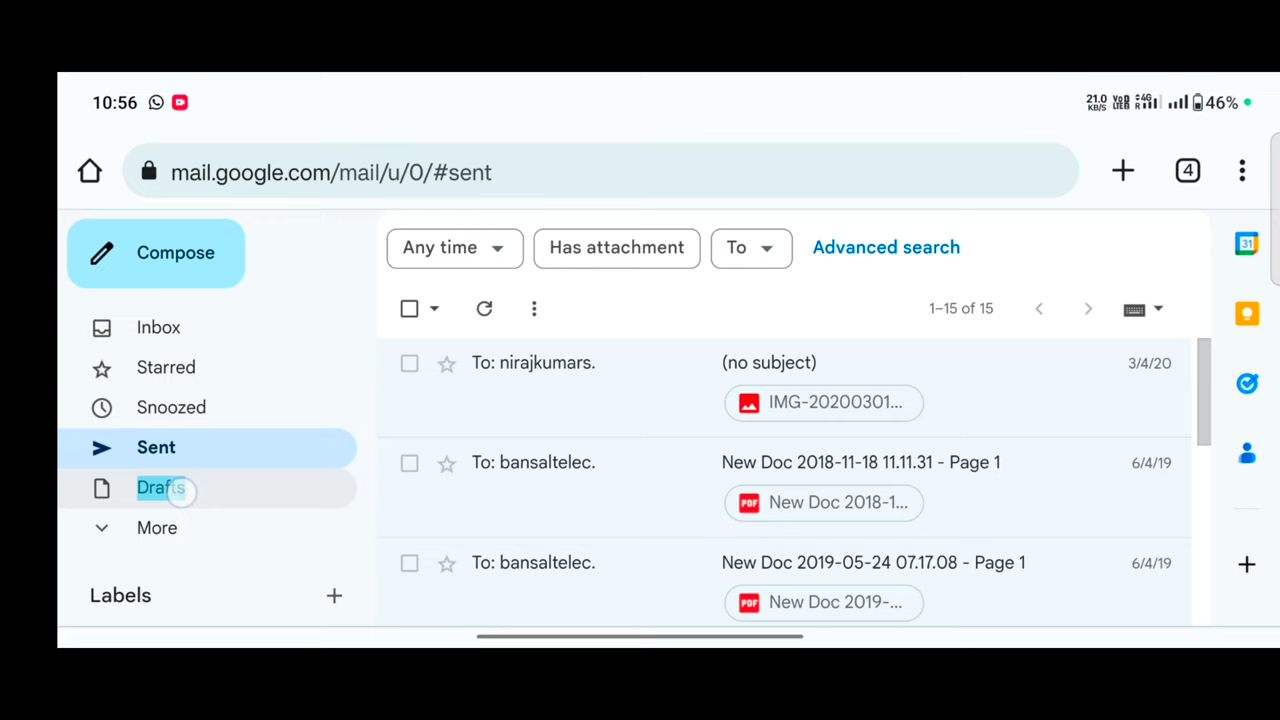 10:56 21.0 KB/S VoD LTED 4G R 46%
mail.google.com/mail/u/0/#sent 4
Compose
Any time Has attachment To Advanced search
1–15 of 15
Inbox
Starred
Snoozed
Sent
Drafts
More
Labels
To: nirajkumars. (no subject) 3/4/20
IMG-20200301...
To: bansaltelec. New Doc 2018-11-18 11.11.31 - Page 1 6/4/19
PDF New Doc 2018-1...
To: bansaltelec. New Doc 2019-05-24 07.17.08 - Page 1 6/4/19
PDF New Doc 2019-...
31